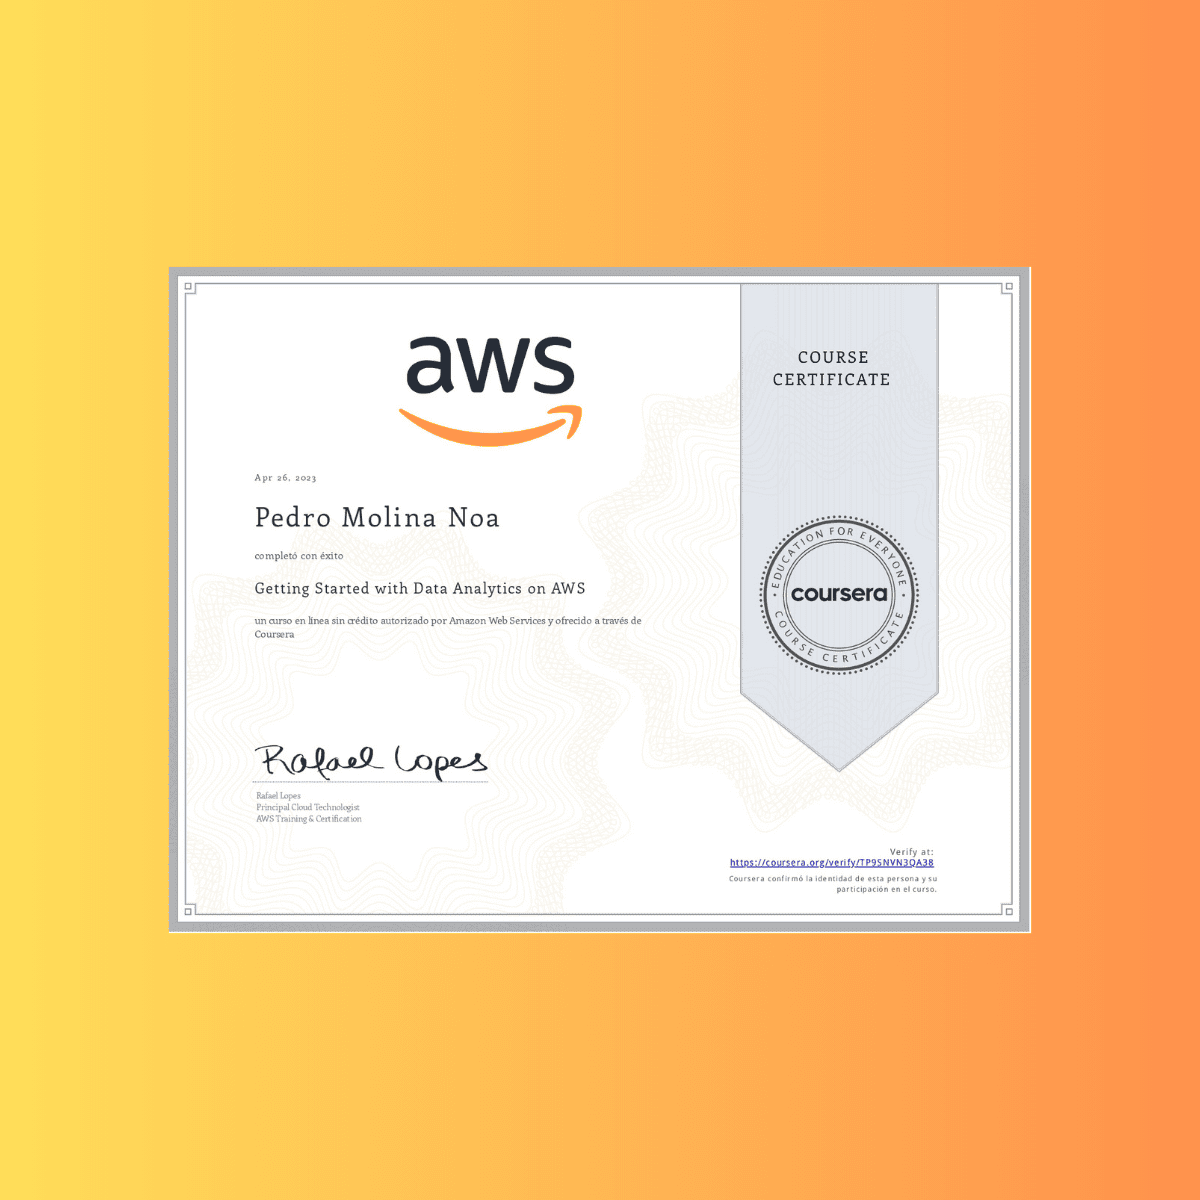 aws
COURSE
CERTIFICATE
Apr 26, 2023
Pedro Molina Noa
completó con éxito
Getting Started with Data Analytics on AWS
un curso en línea sin crédito autorizado por Amazon Web Services y ofrecido a través de
Coursera
EDUCATION FOR EVERYONE
coursera
COURSE CERTIFICATE
Rafael Lopes
Rafael Lopes
Principal Cloud Technologist
AWS Training & Certification
Verify at:
https://coursera.org/verify/TP9SNVN3QA38
Coursera confirmó la identidad de esta persona y su
participación en el curso.